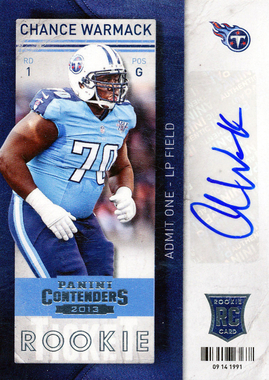 CHANCE WARMACK
RD
1
POS
G
70
PANINI
CONTENDERS
2013
ROOKIE
ADMIT ONE - LP FIELD
ROOKIE
RC
CARD
09 14 1991